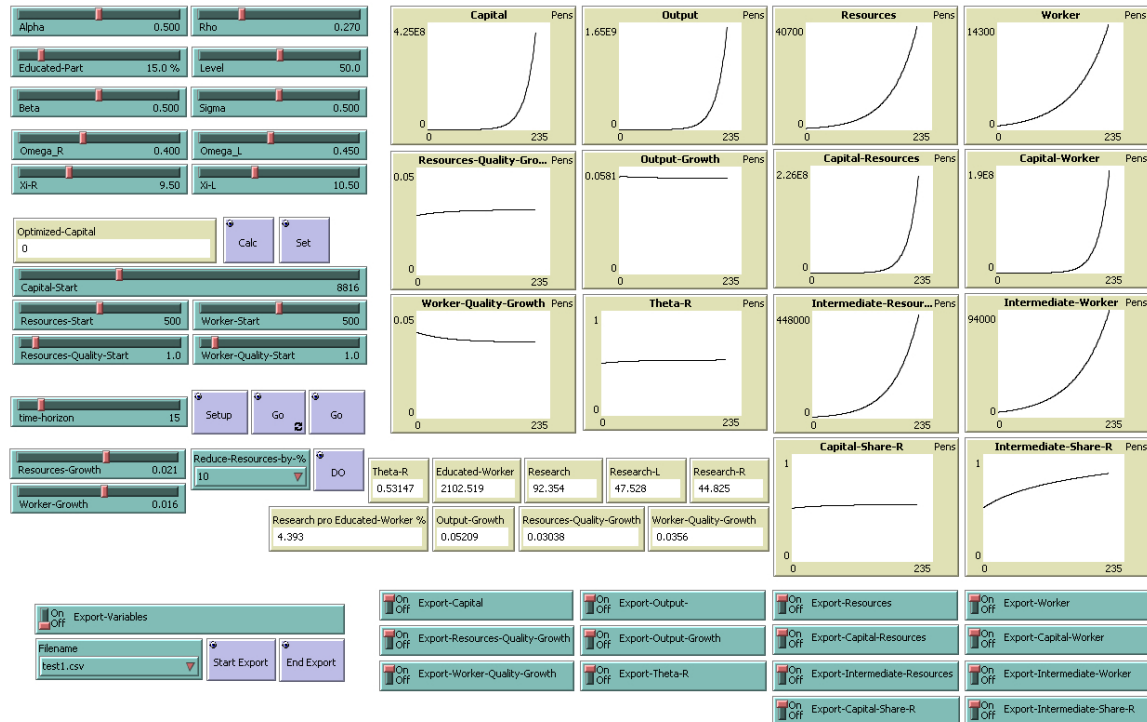 Alpha 0.500
Rho 0.270
Educated-Part 15.0 %
Level 50.0
Beta 0.500
Sigma 0.500
Omega_R 0.400
Omega_L 0.450
Xi-R 9.50
Xi-L 10.50
Optimized-Capital
0
Calc
Set
Capital-Start 8816
Resources-Start 500
Worker-Start 500
Resources-Quality-Start 1.0
Worker-Quality-Start 1.0
time-horizon 15
Setup
Go
Go
Resources-Growth 0.021
Worker-Growth 0.016
Reduce-Resources-by-%
10
DO
Capital Pens
4.25E8
0
0 235
Output Pens
1.65E9
0
0 235
Resources Pens
40700
0
0 235
Worker Pens
14300
0
0 235
Resources-Quality-Gro... Pens
0.05
0
0 235
Output-Growth Pens
0.0581
0
0 235
Capital-Resources Pens
2.26E8
0
0 235
Capital-Worker Pens
1.9E8
0
0 235
Worker-Quality-Growth Pens
0.05
0
0 235
Theta-R Pens
1
0
0 235
Intermediate-Resour... Pens
448000
0
0 235
Intermediate-Worker Pens
94000
0
0 235
Capital-Share-R Pens
1
0
0 235
Intermediate-Share-R Pens
1
0
0 235
Theta-R
0.53147
Educated-Worker
2102.519
Research
92.354
Research-L
47.528
Research-R
44.825
Research pro Educated-Worker %
4.393
Output-Growth
0.05209
Resources-Quality-Growth
0.03038
Worker-Quality-Growth
0.0356
On
Off
Export-Variables
Filename
test1.csv
Start Export
End Export
On
Off
Export-Capital
On
Off
Export-Output-
On
Off
Export-Resources
On
Off
Export-Worker
On
Off
Export-Resources-Quality-Growth
On
Off
Export-Output-Growth
On
Off
Export-Capital-Resources
On
Off
Export-Capital-Worker
On
Off
Export-Worker-Quality-Growth
On
Off
Export-Theta-R
On
Off
Export-Intermediate-Resources
On
Off
Export-Intermediate-Worker
On
Off
Export-Capital-Share-R
On
Off
Export-Intermediate-Share-R